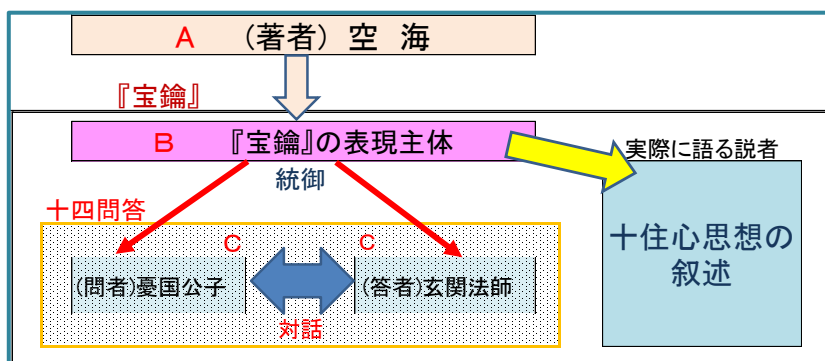 A (著者)空 海
『宝鑰』
B 『宝鑰』の表現主体
実際に語る説者
統御
十四問答
十住心思想の
叙述
C C
(問者)憂国公子
(答者)玄関法師
対話